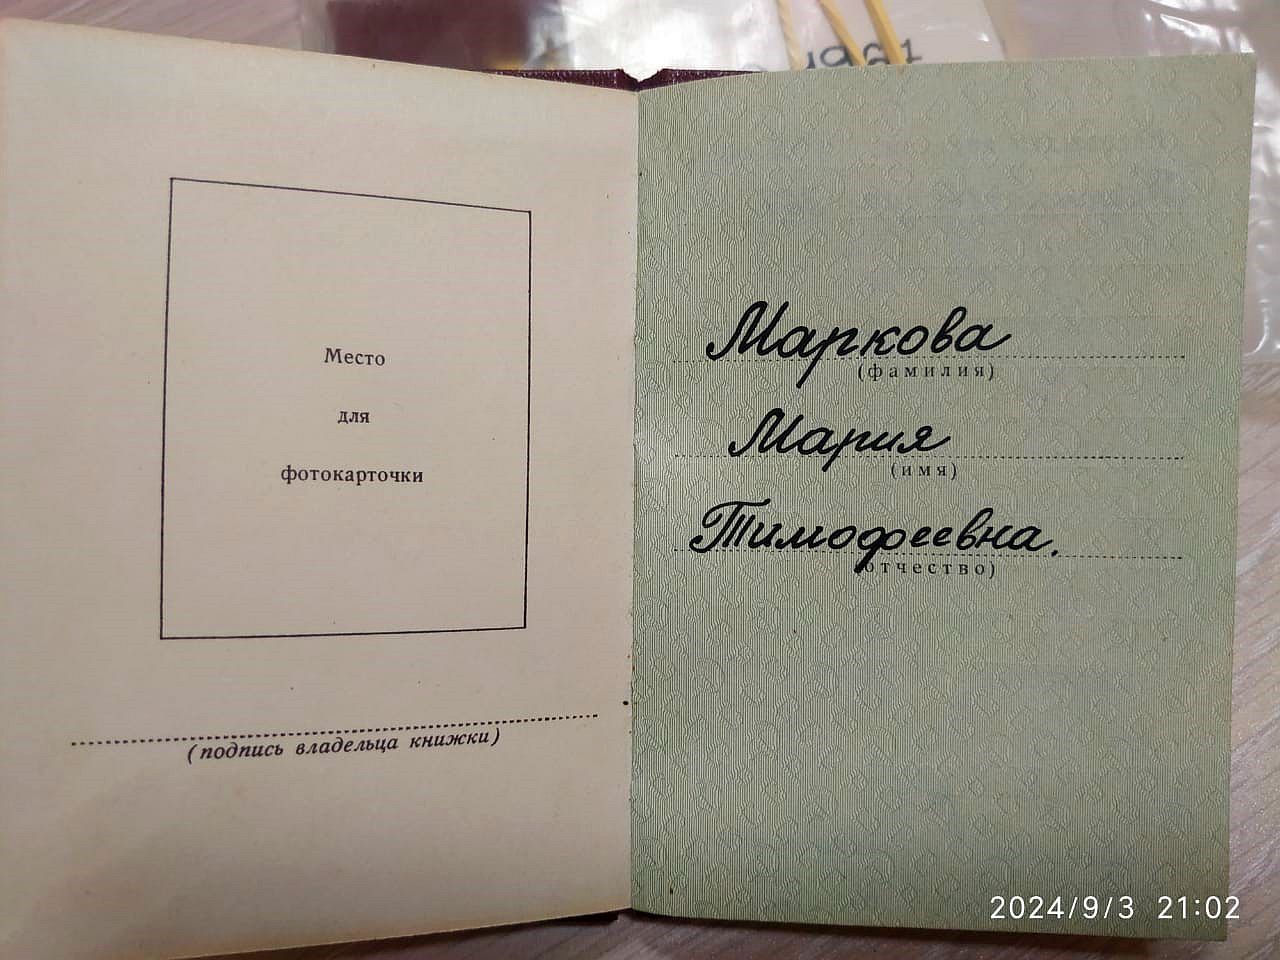 Место
для
фотокарточки
(подпись владельца книжки)
Маркова
(фамилия)
Мария
(имя)
Тимофеевна.
(отчество)
2024/9/3 21:02